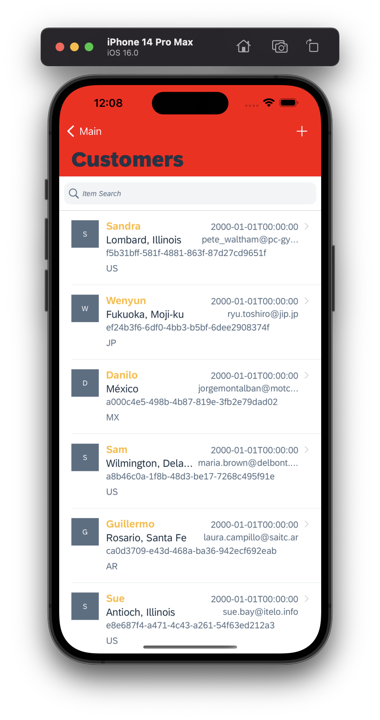 iPhone 14 Pro Max
iOS 16.0
12:08
Main
Customers
Item Search
S
Sandra
2000-01-01T00:00:00
Lombard, Illinois
pete_waltham@pc-gy...
f5b31bff-581f-4881-863f-87d27cd9651f
US
W
Wenyun
2000-01-01T00:00:00
Fukuoka, Moji-ku
ryu.toshiro@jip.jp
ef24b3f6-6df0-4bb3-b5bf-6dee2908374f
JP
D
Danilo
2000-01-01T00:00:00
México
jorgemontalban@motc...
a000c4e5-498b-4b87-819e-3fb2e79dad02
MX
S
Sam
2000-01-01T00:00:00
Wilmington, Dela...
maria.brown@delbont....
a8b46c0a-1f8b-48d3-be17-7268c495f91e
US
G
Guillermo
2000-01-01T00:00:00
Rosario, Santa Fe
laura.campillo@saitc.ar
ca0d3709-e43d-468a-ba36-942ecf692eab
AR
S
Sue
2000-01-01T00:00:00
Antioch, Illinois
sue.bay@itelo.info
e8e687f4-a471-4c43-a261-54f63ed212a3
US